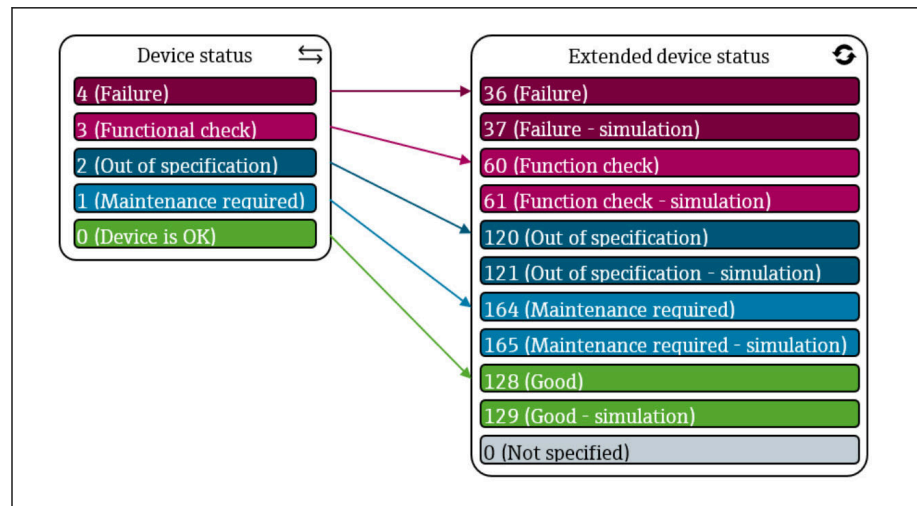 Device status
4 (Failure)
3 (Functional check)
2 (Out of specification)
1 (Maintenance required)
0 (Device is OK)
Extended device status
36 (Failure)
37 (Failure - simulation)
60 (Function check)
61 (Function check - simulation)
120 (Out of specification)
121 (Out of specification - simulation)
164 (Maintenance required)
165 (Maintenance required - simulation)
128 (Good)
129 (Good - simulation)
0 (Not specified)